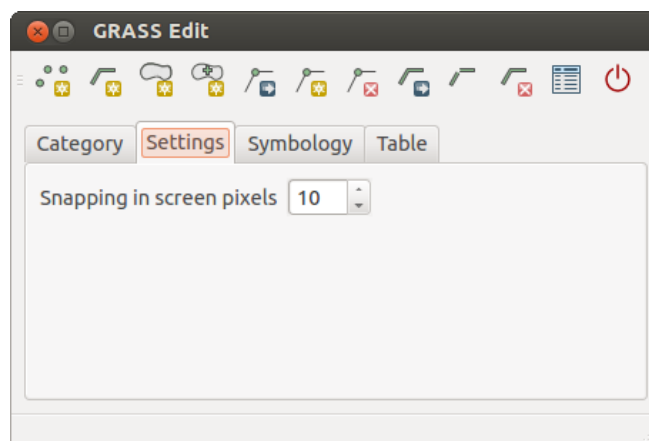 GRASS Edit
Category Settings Symbology Table
Snapping in screen pixels 10